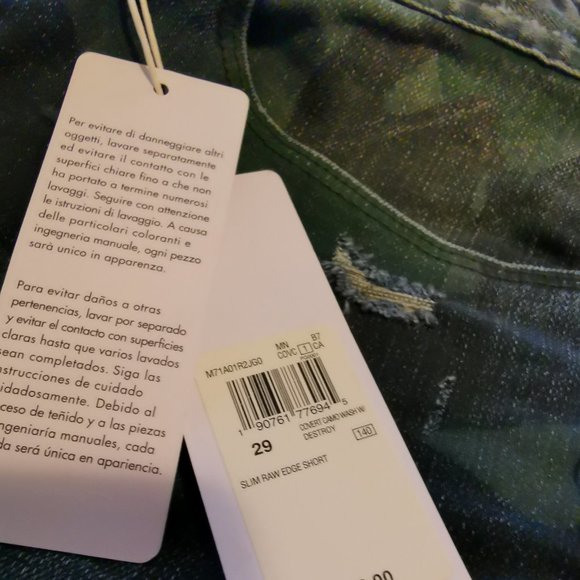 Per evitare di danneggiare altri
oggetti, lavare separatamente
ed evitare il contatto con le
superfici chiare fino a che non
ha portato a termine numerosi
lavaggi. Seguire con attenzione
le istruzioni di lavaggio. A causa
delle particolari coloranti e
ingegneria manuale, ogni pezzo
sarà unico in apparenza.
Para evitar daños a otras
pertenencias, lavar por separado
y evitar el contacto con superficies
claras hasta que varios lavados
sean completados. Siga las
instrucciones de cuidado
cuidadosamente. Debido al
proceso de teñido y a las piezas
ingeniaría manuales, cada
será única en apariencia.
MN B7
M71A01R2JG0 CDVC 1 CA
1 90761 77694 5
29 COVERT CAMO WASH W/
DESTROY 140
SLIM RAW EDGE SHORT
.00